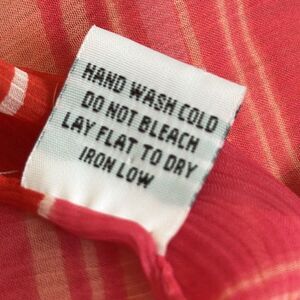 HAND WASH COLD
DO NOT BLEACH
LAY FLAT TO DRY
IRON LOW